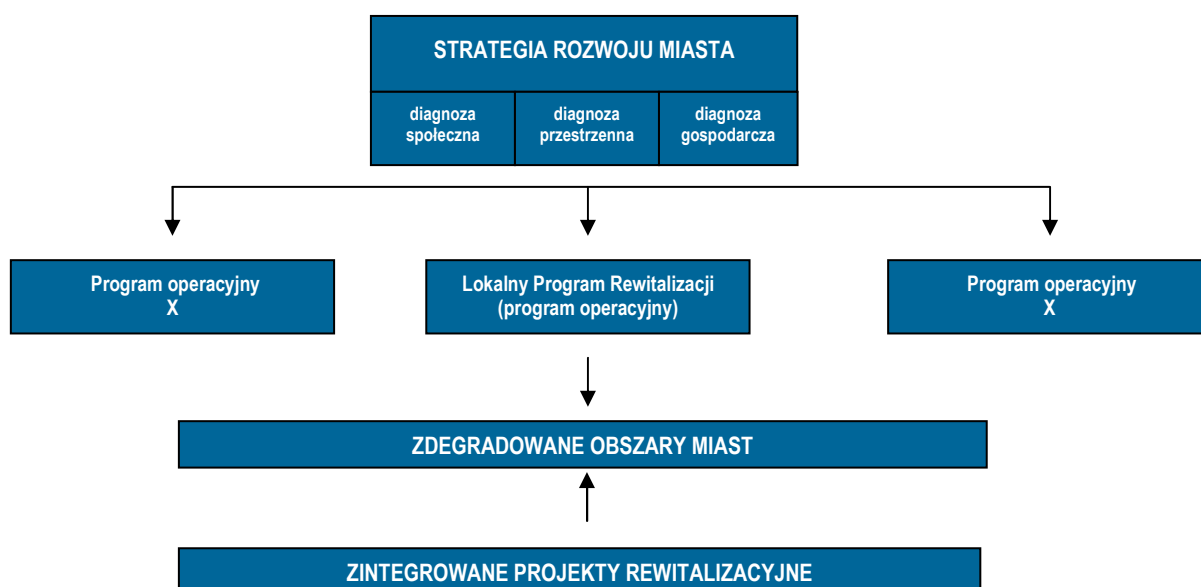 STRATEGIA ROZWOJU MIASTA
diagnoza
społeczna
diagnoza
przestrzenna
diagnoza
gospodarcza
Program operacyjny
X
Lokalny Program Rewitalizacji
(program operacyjny)
Program operacyjny
X
ZDEGRADOWANE OBSZARY MIAST
ZINTEGROWANE PROJEKTY REWITALIZACYJNE